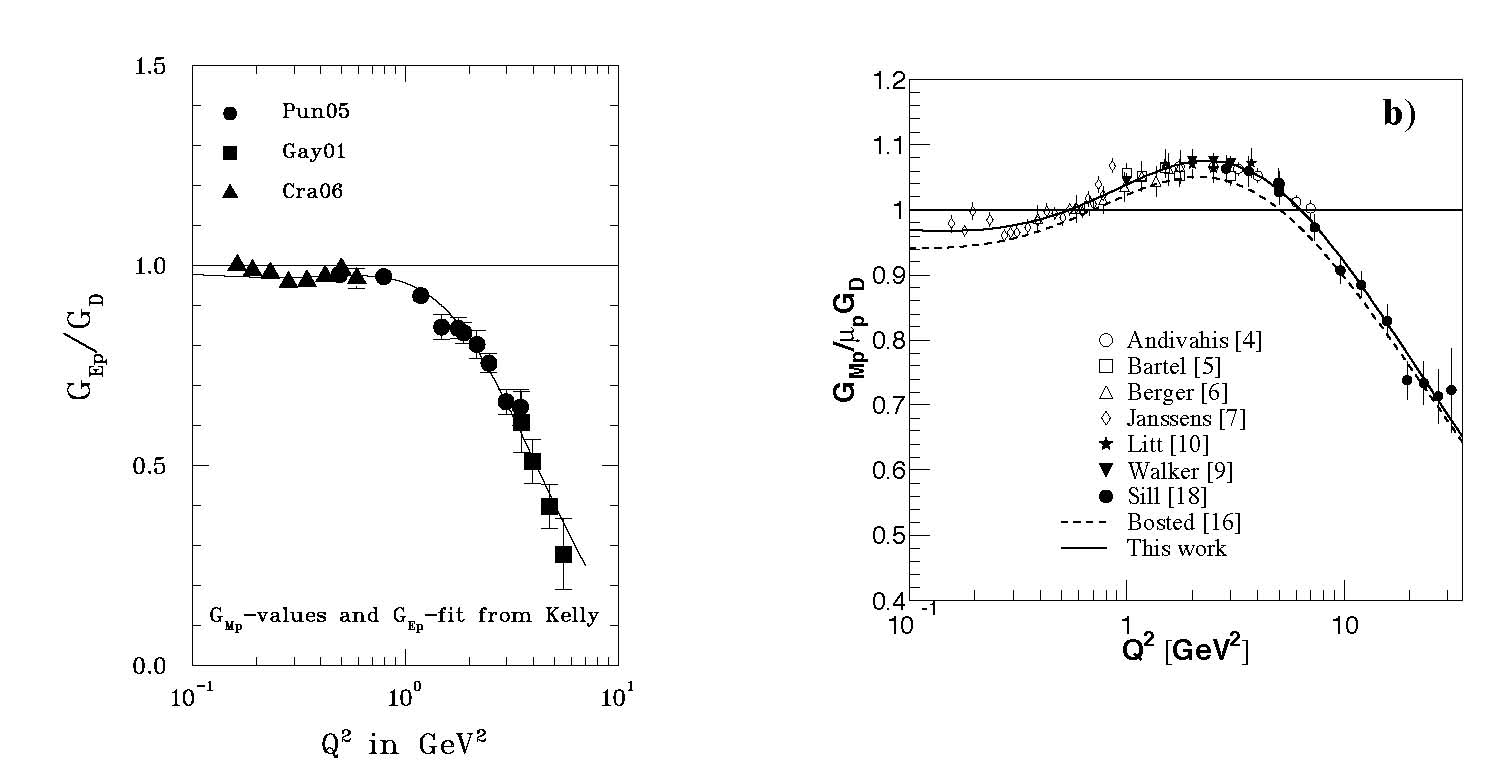 1.5
1.0
0.5
0.0
G_Ep/G_D
Pun05
Gay01
Cra06
G_Mp-values and G_Ep-fit from Kelly
10^-1
10^0
10^1
Q^2 in GeV^2
b)
1.2
1.1
1
0.9
0.8
0.7
0.6
0.5
0.4
G_Mp/μ_pG_D
Andivahis [4]
Bartel [5]
Berger [6]
Janssens [7]
Litt [10]
Walker [9]
Sill [18]
Bosted [16]
This work
10^-1
1
10
Q^2 [GeV^2]